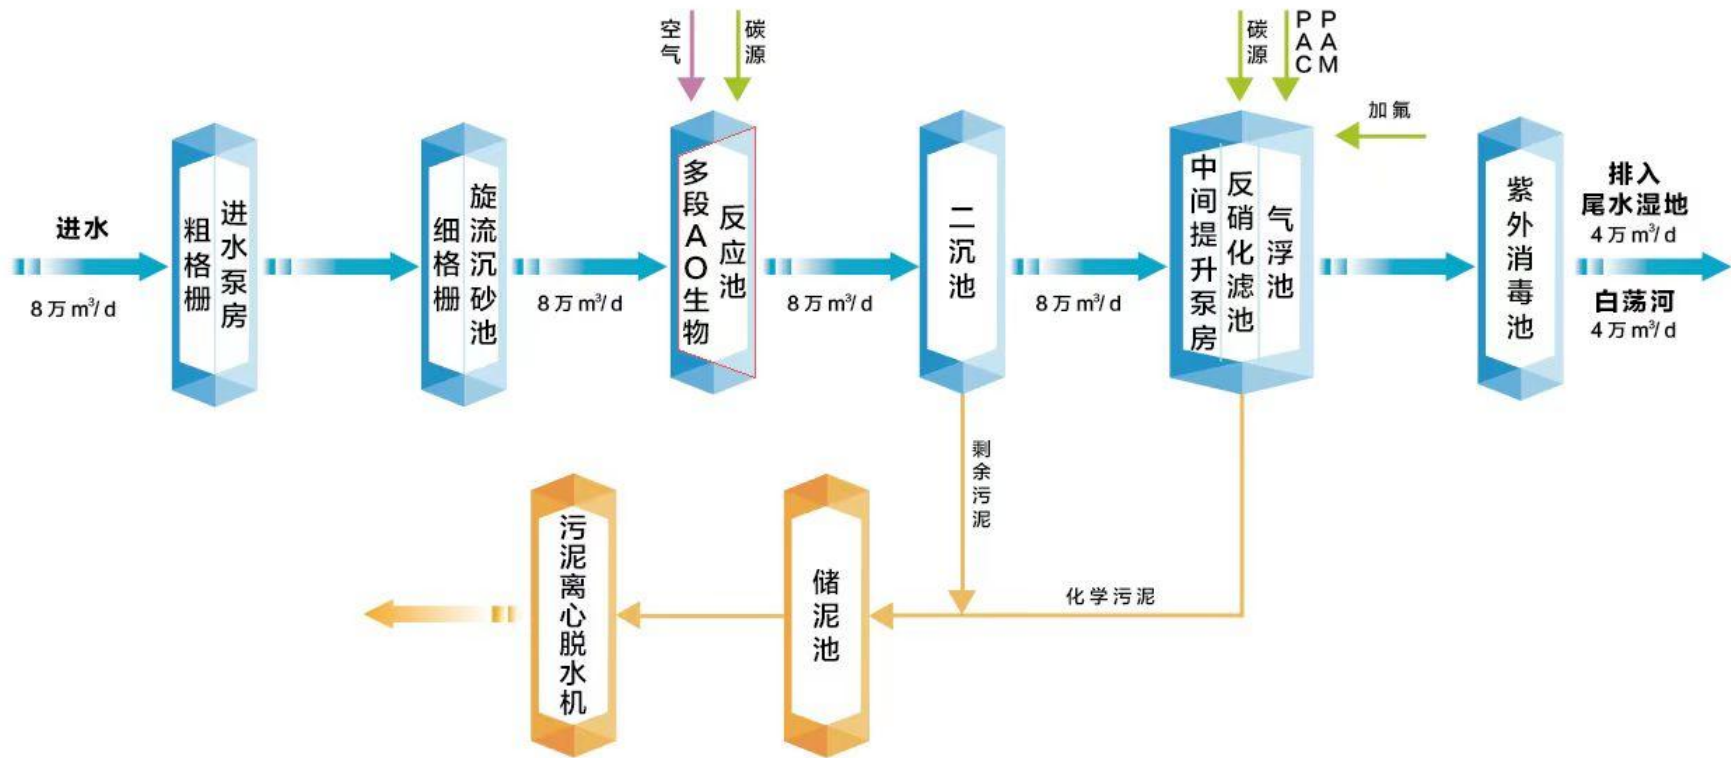 空气
碳源
碳源
PAC
PAM
加氟
进水
8万m³/d
粗格栅
进水泵房
细格栅
旋流沉砂池
8万m³/d
多段AO生物
反应池
8万m³/d
二沉池
8万m³/d
中间提升泵房
反硝化滤池
气浮池
紫外消毒池
排入
尾水湿地
4万m³/d
白荡河
4万m³/d
剩余污泥
化学污泥
储泥池
污泥离心脱水机